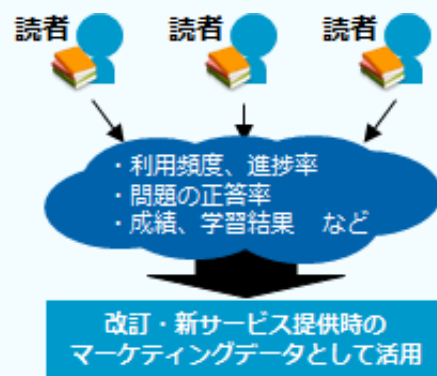 読者 読者 読者
・利用頻度、進捗率
・問題の正答率
・成績、学習結果 など
改訂・新サービス提供時の
マーケティングデータとして活用